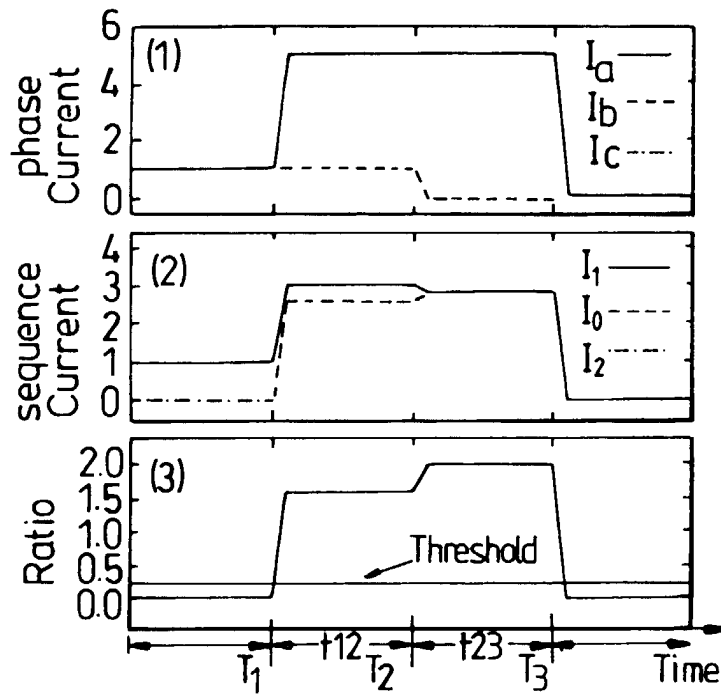 6
4
2
0
phase
Current
(1)
Ia
Ib
Ic
4
3
2
1
0
sequence
Current
(2)
I1
I0
I2
2.0
1.5
1.0
0.5
0.0
Ratio
(3)
Threshold
T1
t12
T2
t23
T3
Time